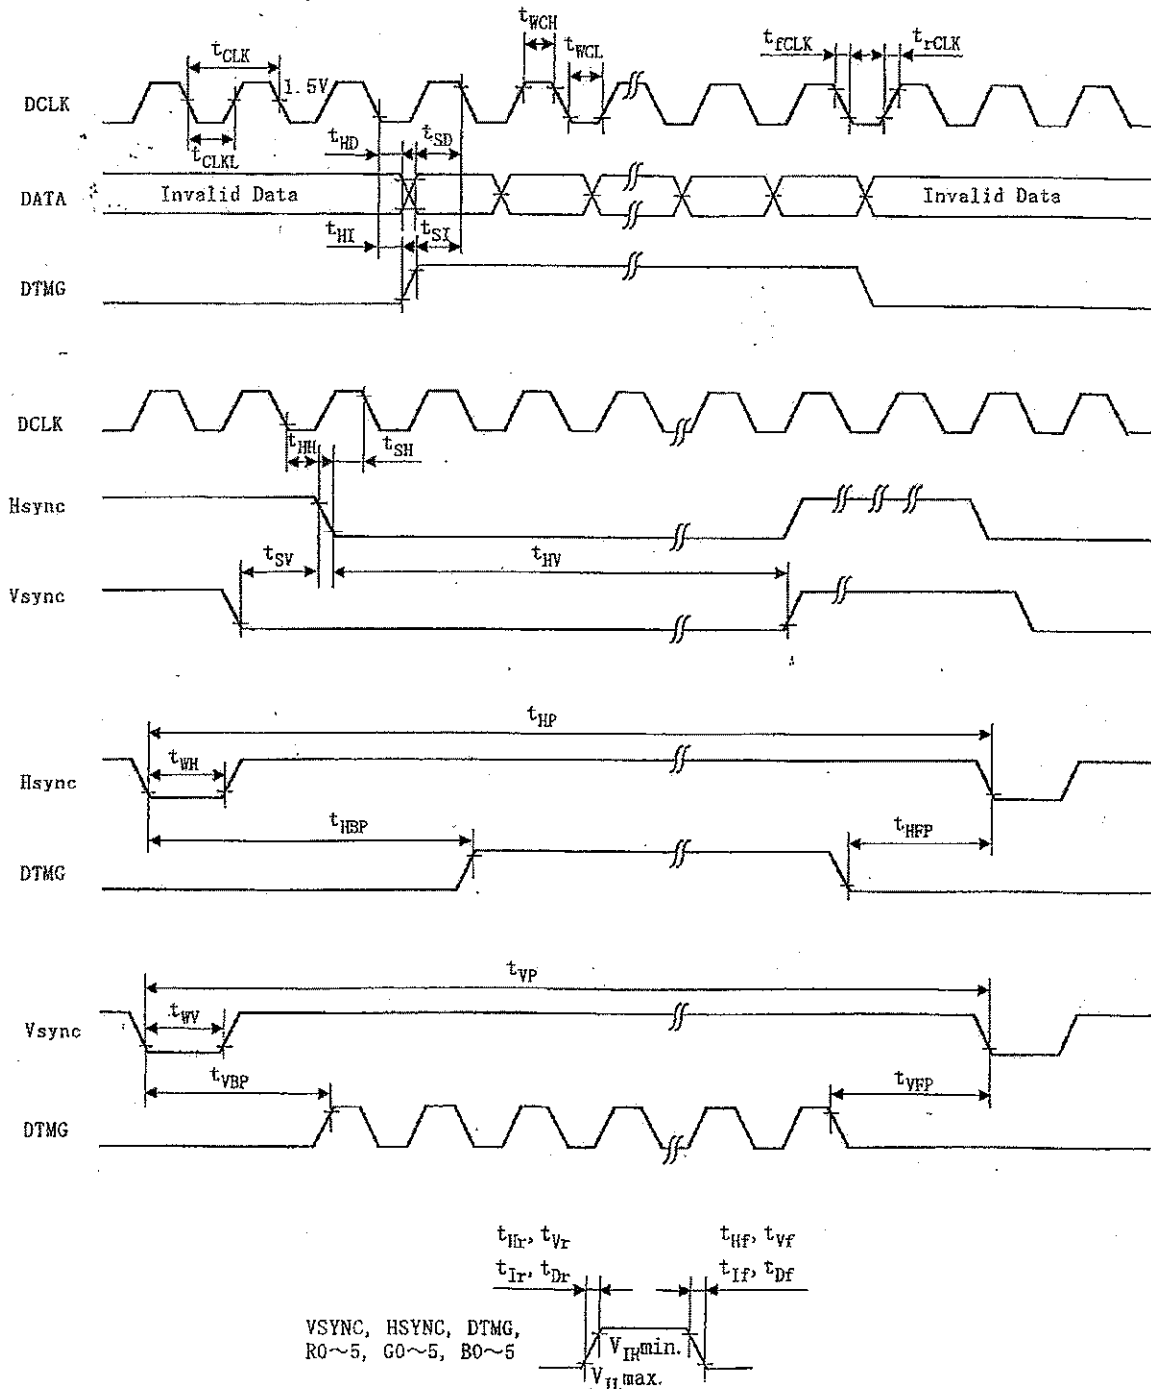 tWCH
tfCLK
trCLK
tCLK
tWCL
1.5V
DCLK
tCLKL
tHD
tSD
DATA
Invalid Data
Invalid Data
tHI
tSI
DTMG
DCLK
tHH
tSH
Hsync
tSV
tHV
Vsync
tHP
tWH
Hsync
tHBP
tHFP
DTMG
tVP
tWV
Vsync
tVBP
tVFP
DTMG
tHr, tVr
tHf, tVf
tIr, tDr
tIf, tDf
VSYNC, HSYNC, DTMG,
R0~5, G0~5, B0~5
VIHmin.
VILmax.